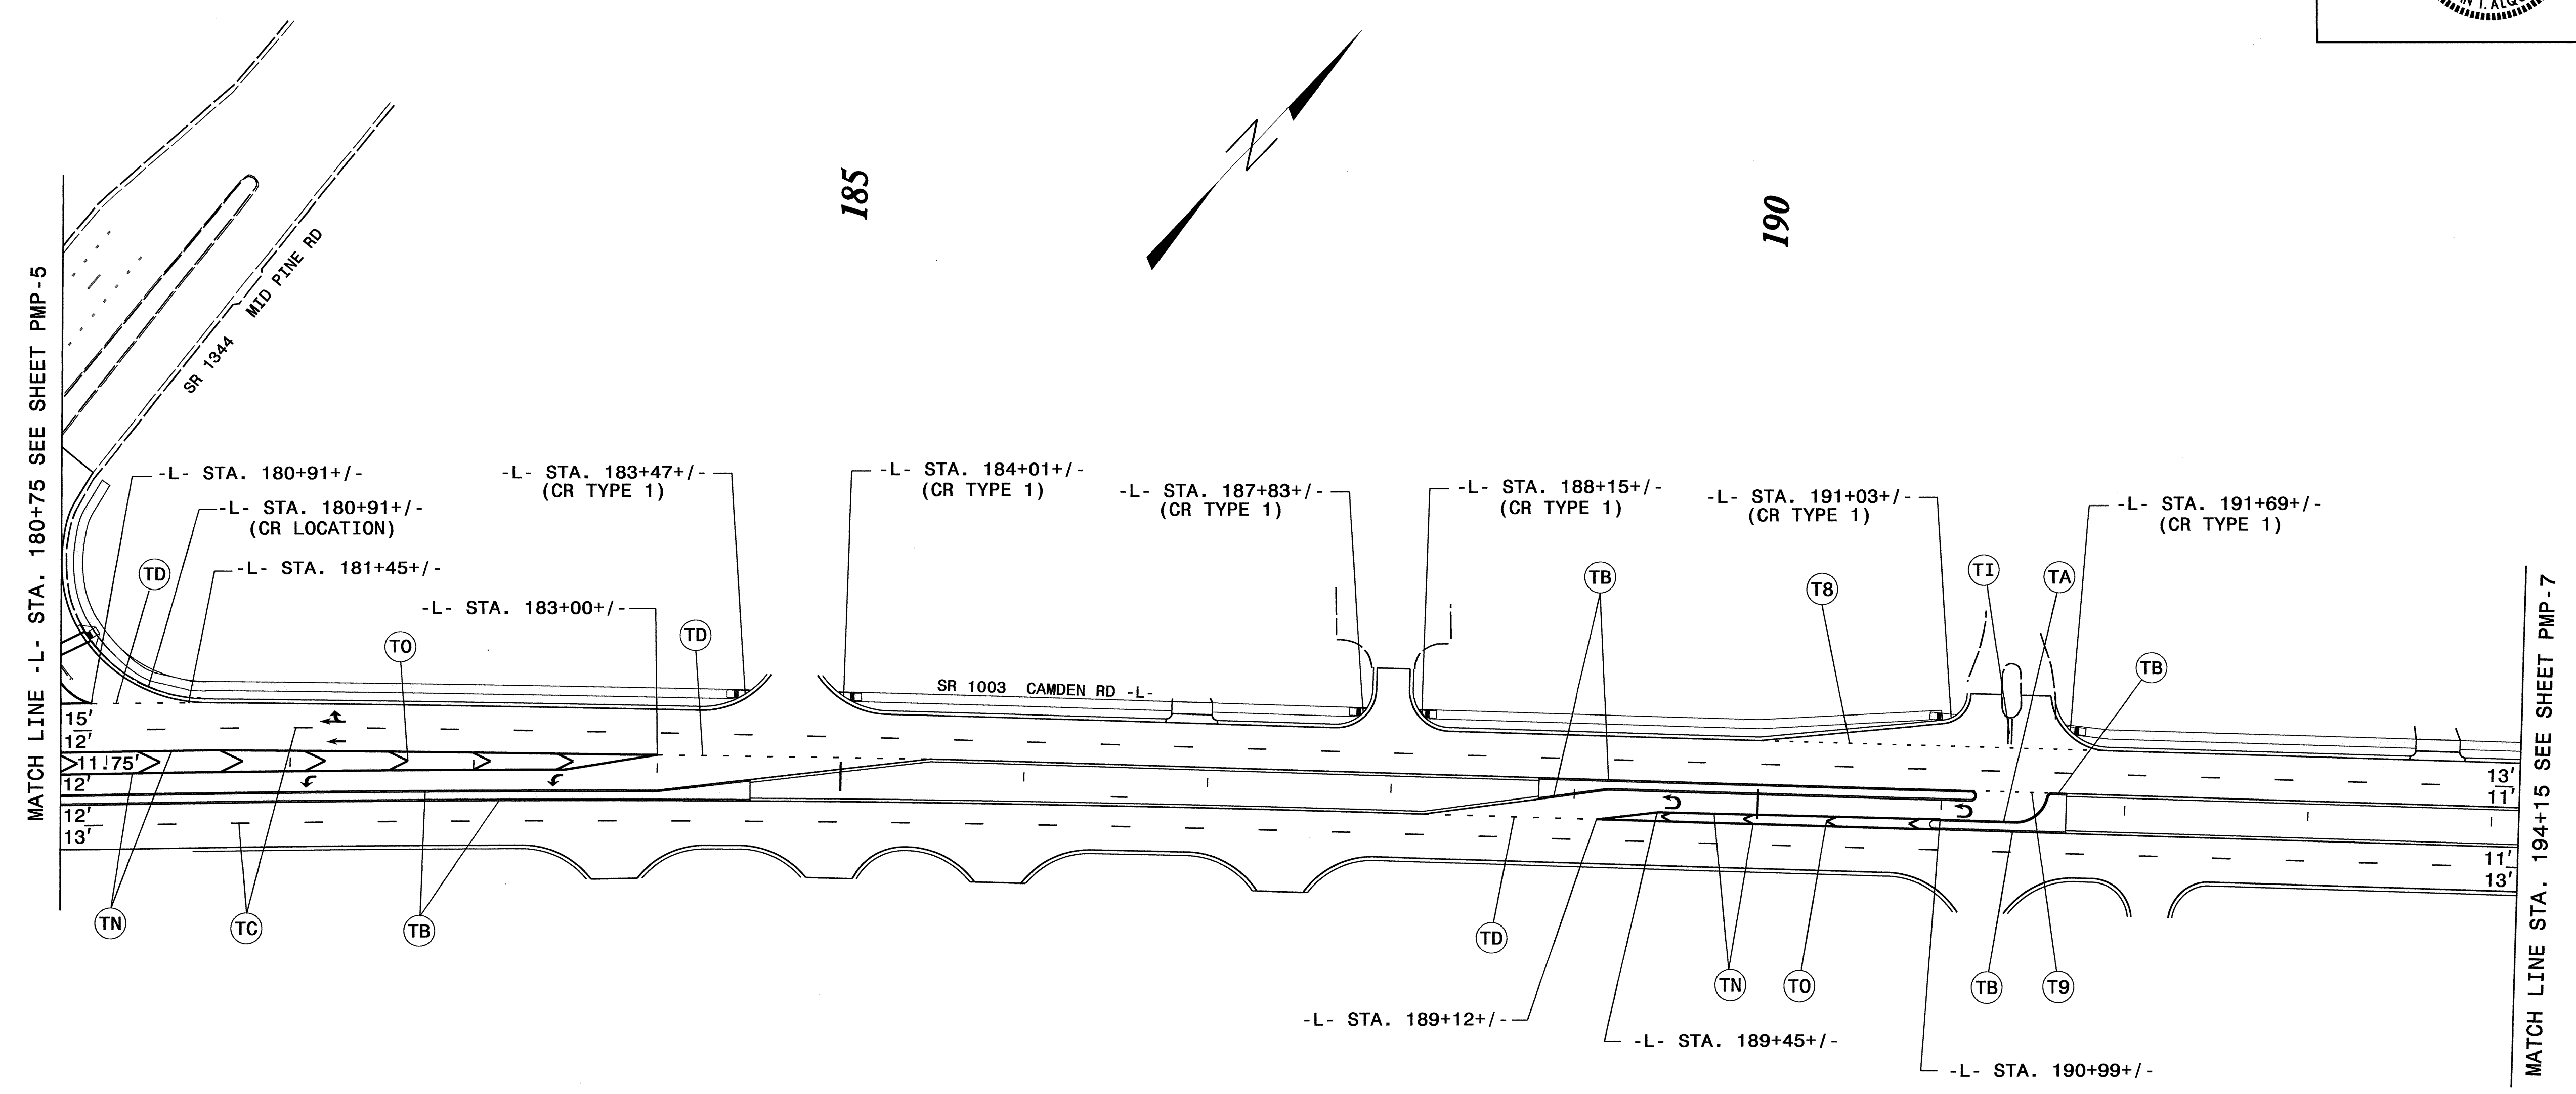 N T. ALQU
185
190
N
SR 1344 MID PINE RD
MATCH LINE -L- STA. 180+75 SEE SHEET PMP-5
-L- STA. 180+91+/-
-L- STA. 180+91+/-
(CR LOCATION)
-L- STA. 181+45+/-
-L- STA. 183+00+/-
-L- STA. 183+47+/-
(CR TYPE 1)
-L- STA. 184+01+/-
(CR TYPE 1)
-L- STA. 187+83+/-
(CR TYPE 1)
-L- STA. 188+15+/-
(CR TYPE 1)
-L- STA. 191+03+/-
(CR TYPE 1)
-L- STA. 191+69+/-
(CR TYPE 1)
TD
TO
TD
TB
T8
TI
TA
TB
SR 1003 CAMDEN RD -L-
15'
12'
11.75'
12'
12'
13'
13'
11'
11'
13'
TN
TC
TB
TD
TN
TO
TB
T9
-L- STA. 189+12+/-
-L- STA. 189+45+/-
-L- STA. 190+99+/-
MATCH LINE STA. 194+15 SEE SHEET PMP-7